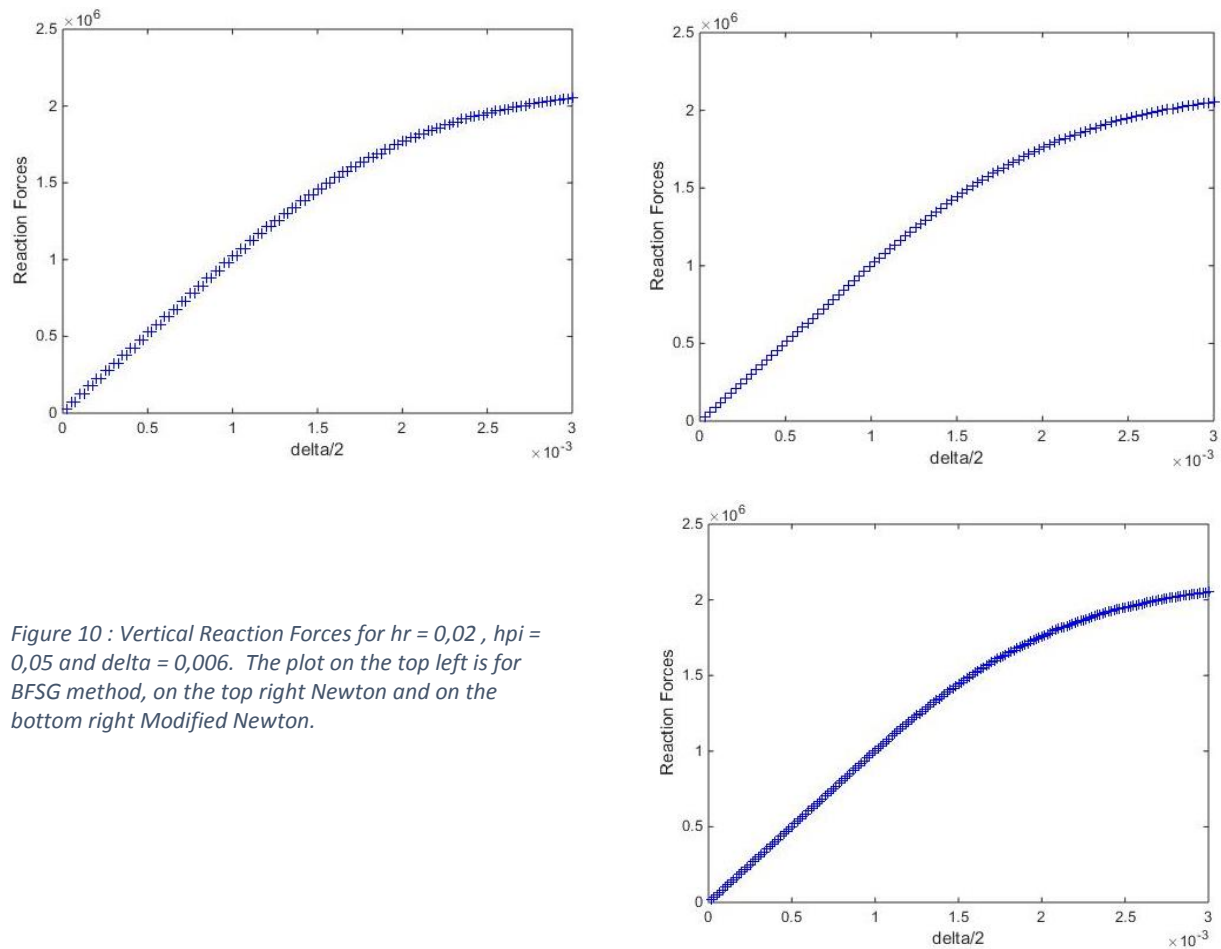 ×10^6
2.5
2
1.5
1
0.5
0
Reaction Forces
0 0.5 1 1.5 2 2.5 3
delta/2
×10^-3
×10^6
2.5
2
1.5
1
0.5
0
Reaction Forces
0 0.5 1 1.5 2 2.5 3
delta/2
×10^-3
Figure 10 : Vertical Reaction Forces for hr = 0,02 , hpi =
0,05 and delta = 0,006. The plot on the top left is for
BFSG method, on the top right Newton and on the
bottom right Modified Newton.
×10^6
2.5
2
1.5
1
0.5
0
Reaction Forces
0 0.5 1 1.5 2 2.5 3
delta/2
×10^-3